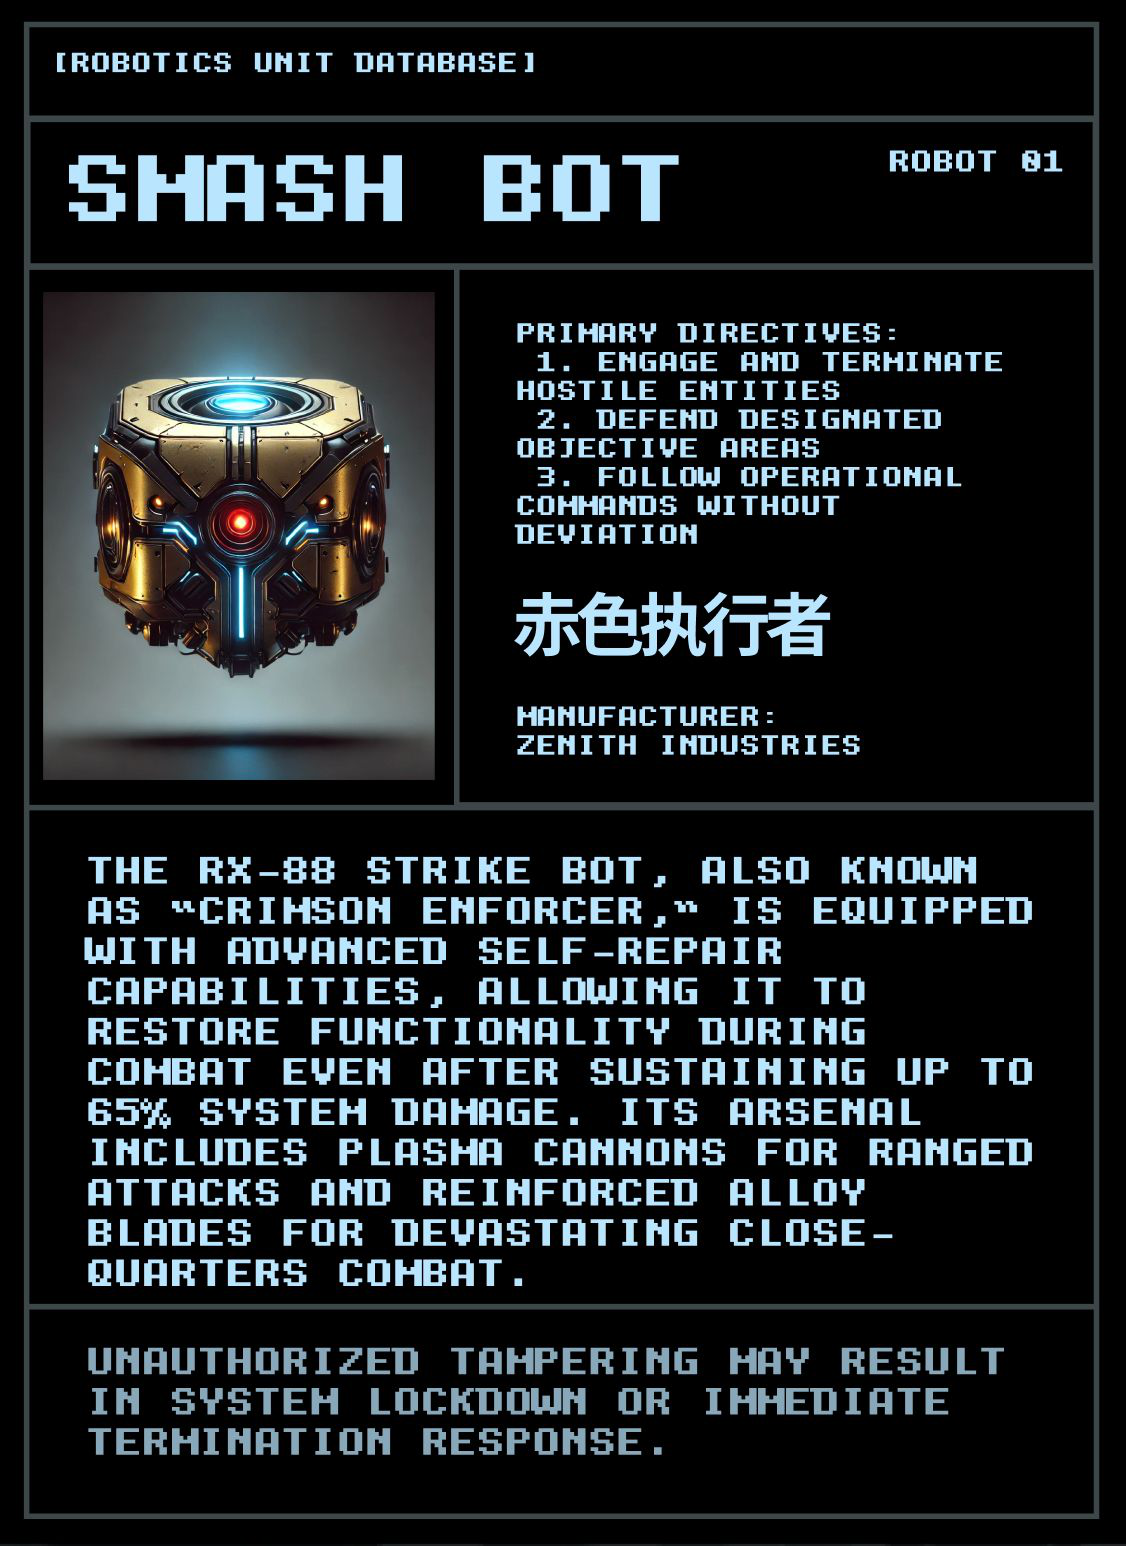 [ROBOTICS UNIT DATABASE]
SMASH BOT
ROBOT 01
PRIMARY DIRECTIVES:
1. ENGAGE AND TERMINATE
HOSTILE ENTITIES
2. DEFEND DESIGNATED
OBJECTIVE AREAS
3. FOLLOW OPERATIONAL
COMMANDS WITHOUT
DEVIATION
赤色执行者
MANUFACTURER:
ZENITH INDUSTRIES
THE RX-88 STRIKE BOT, ALSO KNOWN
AS “CRIMSON ENFORCER,” IS EQUIPPED
WITH ADVANCED SELF-REPAIR
CAPABILITIES, ALLOWING IT TO
RESTORE FUNCTIONALITY DURING
COMBAT EVEN AFTER SUSTAINING UP TO
65% SYSTEM DAMAGE. ITS ARSENAL
INCLUDES PLASMA CANNONS FOR RANGED
ATTACKS AND REINFORCED ALLOY
BLADES FOR DEVASTATING CLOSE-
QUARTERS COMBAT.
UNAUTHORIZED TAMPERING MAY RESULT
IN SYSTEM LOCKDOWN OR IMMEDIATE
TERMINATION RESPONSE.